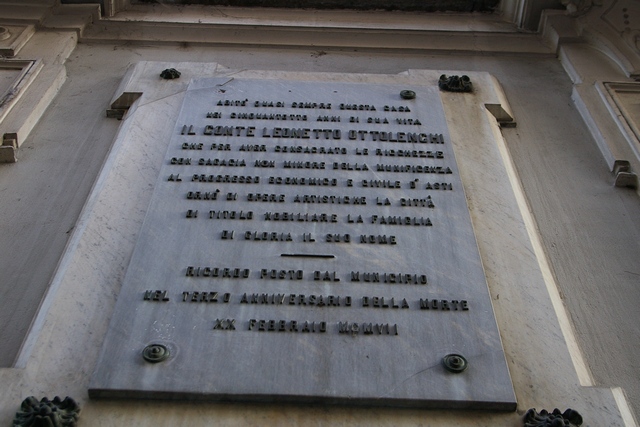 ABITO' QUASI SEMPRE QUESTA CASA
NEI CINQUANTOTTO ANNI DI SUA VITA
IL CONTE LEONETTO OTTOLENGHI
CHE PER AVER CONSACRATO LE RICCHEZZE
CON SAGACIA NON MINORE DELLA MUNIFICENZA
AL PROGRESSO ECONOMICO E CIVILE D'ASTI
ORNÒ DI OPERE ARTISTICHE LA CITTÀ
DI TITOLO NOBILIARE LA FAMIGLIA
DI GLORIA IL SUO NOME
RICORDO POSTO DAL MUNICIPIO
NEL TERZO ANNIVERSARIO DELLA MORTE
XX FEBBRAIO MCMVII